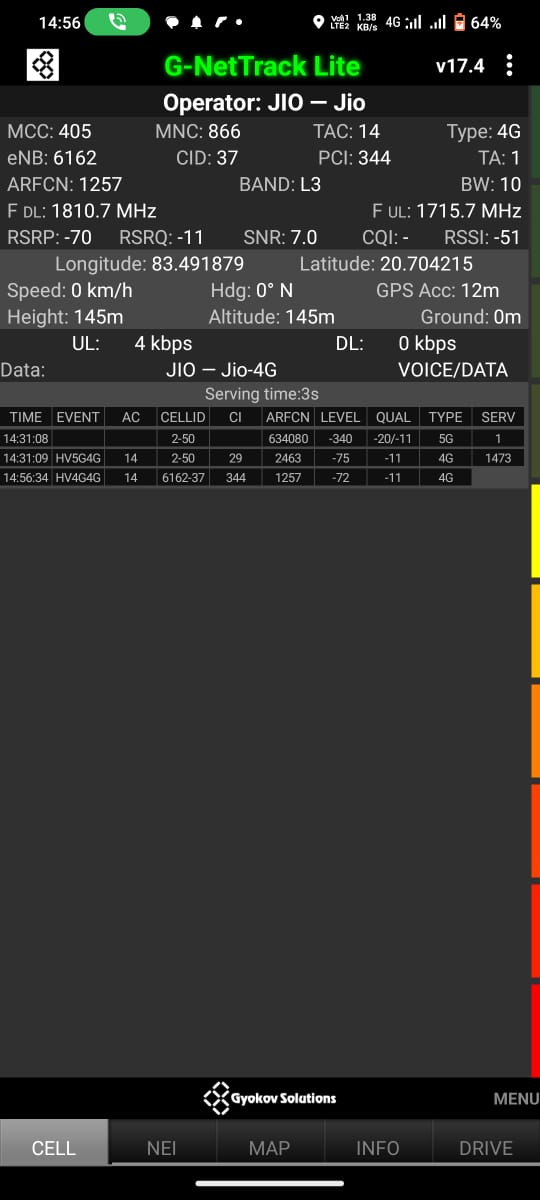 14:56 Vo)) 1 LTE2 1.38 KB/s 4G 64%
G-NetTrack Lite v17.4
Operator: JIO — Jio
MCC: 405 MNC: 866 TAC: 14 Type: 4G
eNB: 6162 CID: 37 PCI: 344 TA: 1
ARFCN: 1257 BAND: L3 BW: 10
F DL: 1810.7 MHz F UL: 1715.7 MHz
RSRP: -70 RSRQ: -11 SNR: 7.0 CQI: - RSSI: -51
Longitude: 83.491879 Latitude: 20.704215
Speed: 0 km/h Hdg: 0° N GPS Acc: 12m
Height: 145m Altitude: 145m Ground: 0m
UL: 4 kbps DL: 0 kbps
Data: JIO — Jio-4G VOICE/DATA
Serving time:3s
TIME EVENT AC CELLID CI ARFCN LEVEL QUAL TYPE SERV
14:31:08 2-50 634080 -340 -20/-11 5G 1
14:31:09 HV5G4G 14 2-50 29 2463 -75 -11 4G 1473
14:56:34 HV4G4G 14 6162-37 344 1257 -72 -11 4G
Gyokov Solutions MENU
CELL NEI MAP INFO DRIVE